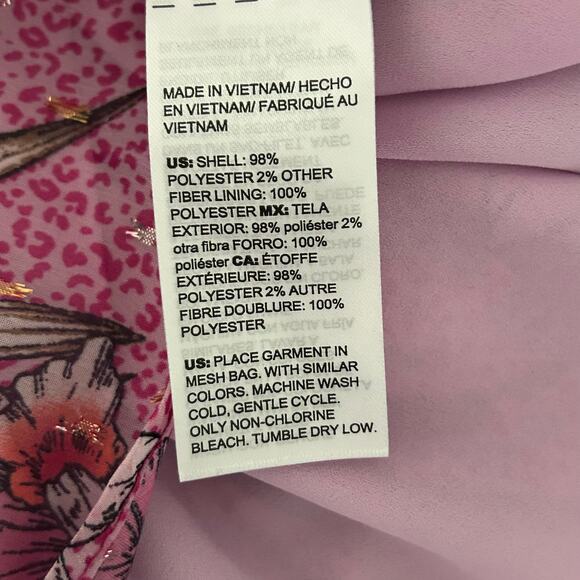 MADE IN VIETNAM/ HECHO
EN VIETNAM/ FABRIQUÉ AU
VIETNAM
US: SHELL: 98%
POLYESTER 2% OTHER
FIBER LINING: 100%
POLYESTER MX: TELA
EXTERIOR: 98% poliéster 2%
otra fibra FORRO: 100%
poliéster CA: ÉTOFFE
EXTÉRIEURE: 98%
POLYESTER 2% AUTRE
FIBRE DOUBLURE: 100%
POLYESTER
US: PLACE GARMENT IN
MESH BAG. WITH SIMILAR
COLORS. MACHINE WASH
COLD, GENTLE CYCLE.
ONLY NON-CHLORINE
BLEACH. TUMBLE DRY LOW.